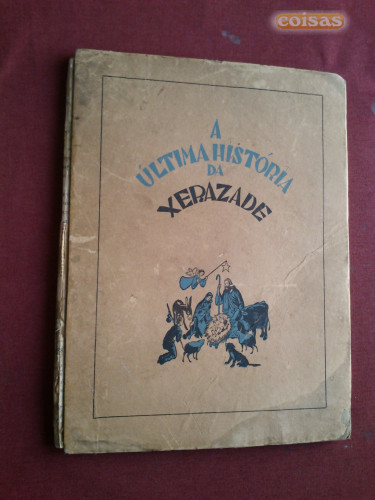 coisas
A
ÚLTIMA HISTÓRIA
DA
XERAZADE